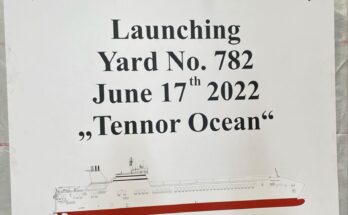 Launching
Yard No. 782
June 17th 2022
„Tennor Ocean“